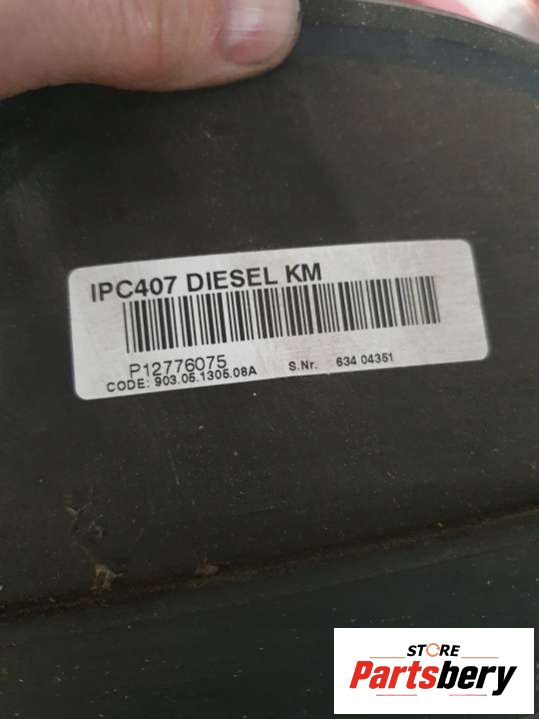 IPC407 DIESEL KM
P12776075
S.Nr. 634 04351
CODE: 903.05.1305.08A
STORE
Partsbery